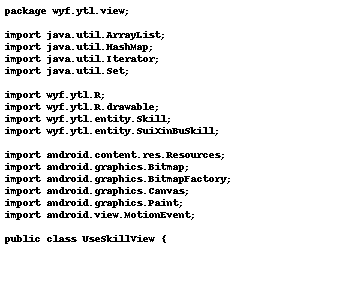 package wyf.ytl.view;
import java.util.ArrayList;
import java.util.HashMap;
import java.util.Iterator;
import java.util.Set;
import wyf.ytl.R;
import wyf.ytl.R.drawable;
import wyf.ytl.entity.Skill;
import wyf.ytl.entity.SuiXinBuSkill;
import android.content.res.Resources;
import android.graphics.Bitmap;
import android.graphics.BitmapFactory;
import android.graphics.Canvas;
import android.graphics.Paint;
import android.view.MotionEvent;
public class UseSkillView {